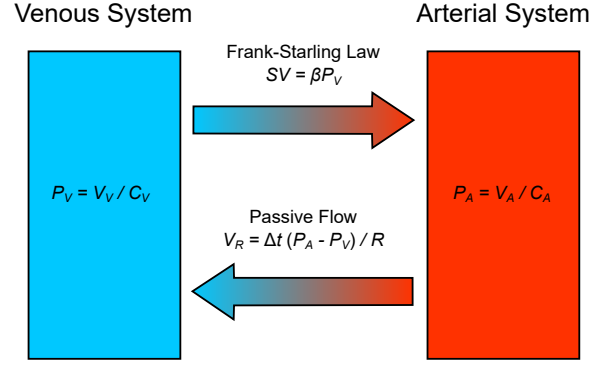 Venous System
Arterial System
Frank-Starling Law
SV = βP_V
P_V = V_V / C_V
P_A = V_A / C_A
Passive Flow
V_R = Δt (P_A - P_V) / R